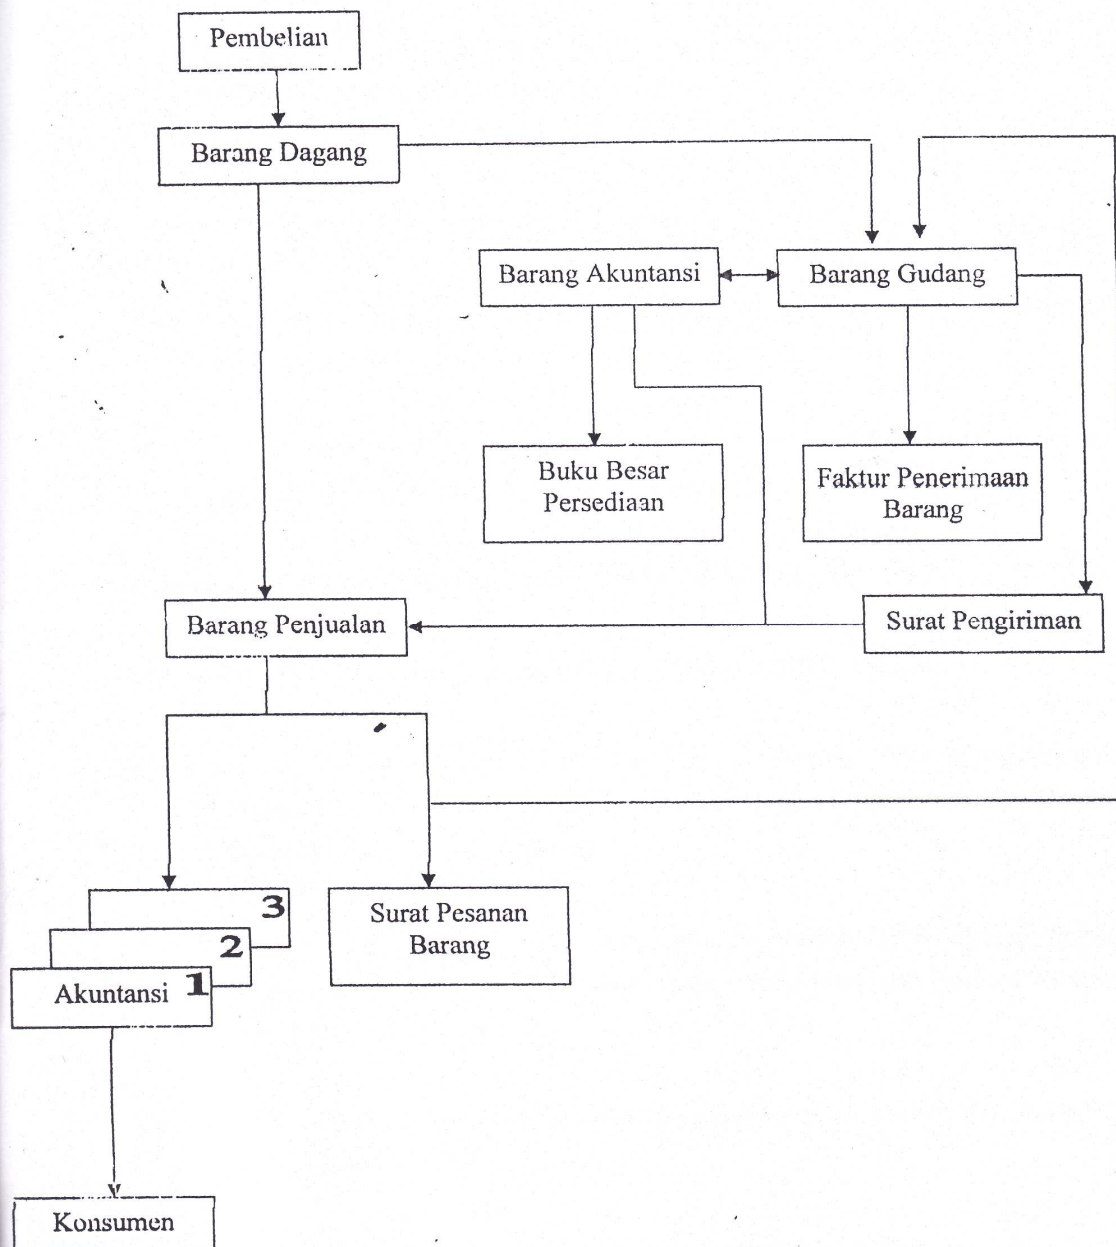 Pembelian
Barang Dagang
Barang Akuntansi
Barang Gudang
Buku Besar
Persediaan
Faktur Penerimaan
Barang
Barang Penjualan
Surat Pengiriman
3
2
Akuntansi 1
Surat Pesanan
Barang
Konsumen